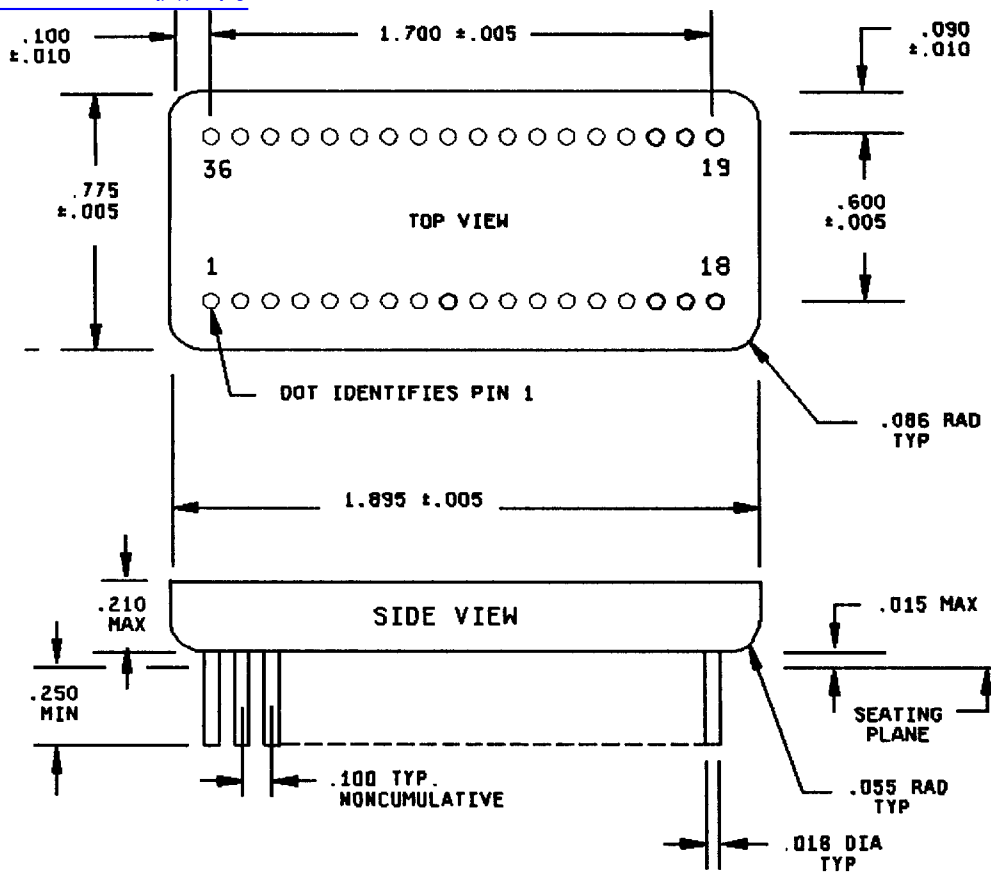 .100
±.010
1.700 ±.005
.090
±.010
36
19
.775
±.005
TOP VIEW
.600
±.005
1
18
DOT IDENTIFIES PIN 1
.086 RAD
TYP
1.895 ±.005
.210
MAX
SIDE VIEW
.015 MAX
.250
MIN
SEATING
PLANE
.100 TYP.
NONCUMULATIVE
.055 RAD
TYP
.018 DIA
TYP